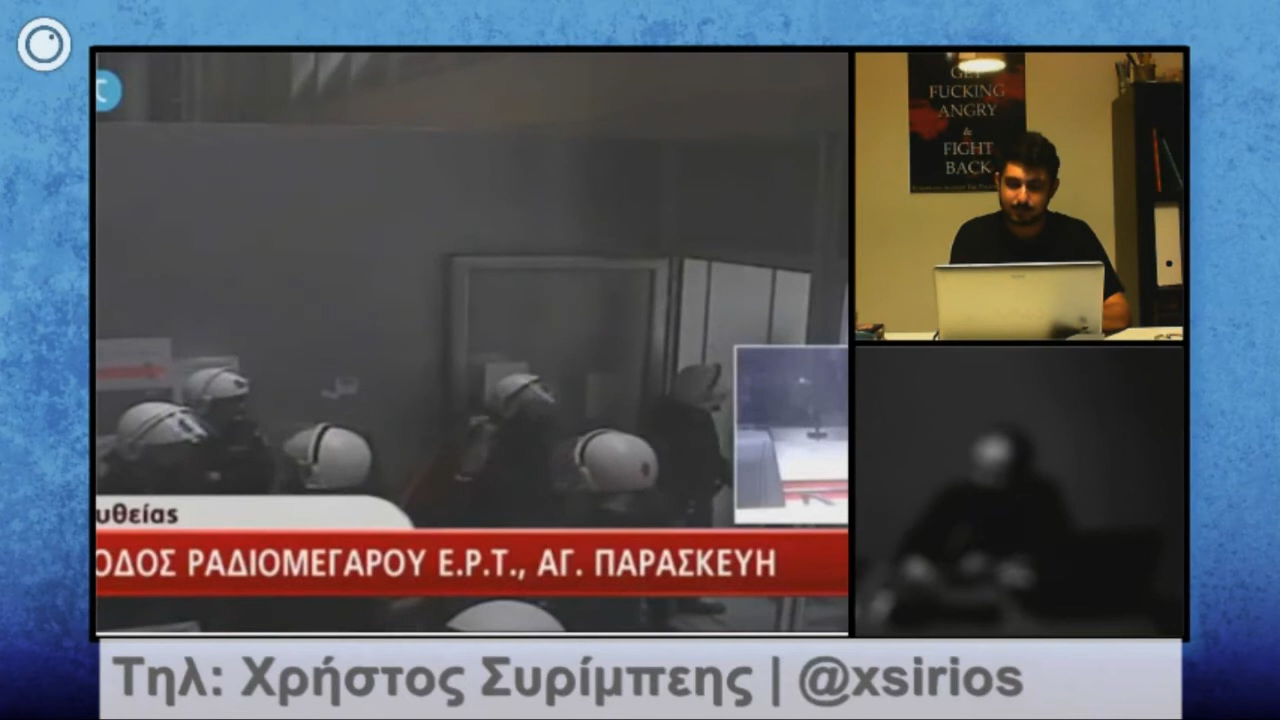 υθείας
ΟΔΟΣ ΡΑΔΙΟΜΕΓΑΡΟΥ Ε.Ρ.Τ., ΑΓ. ΠΑΡΑΣΚΕΥΗ
GET
FUCKING
ANGRY
&
FIGHT
BACK
Τηλ: Χρήστος Συρίμπεης | @xsirios